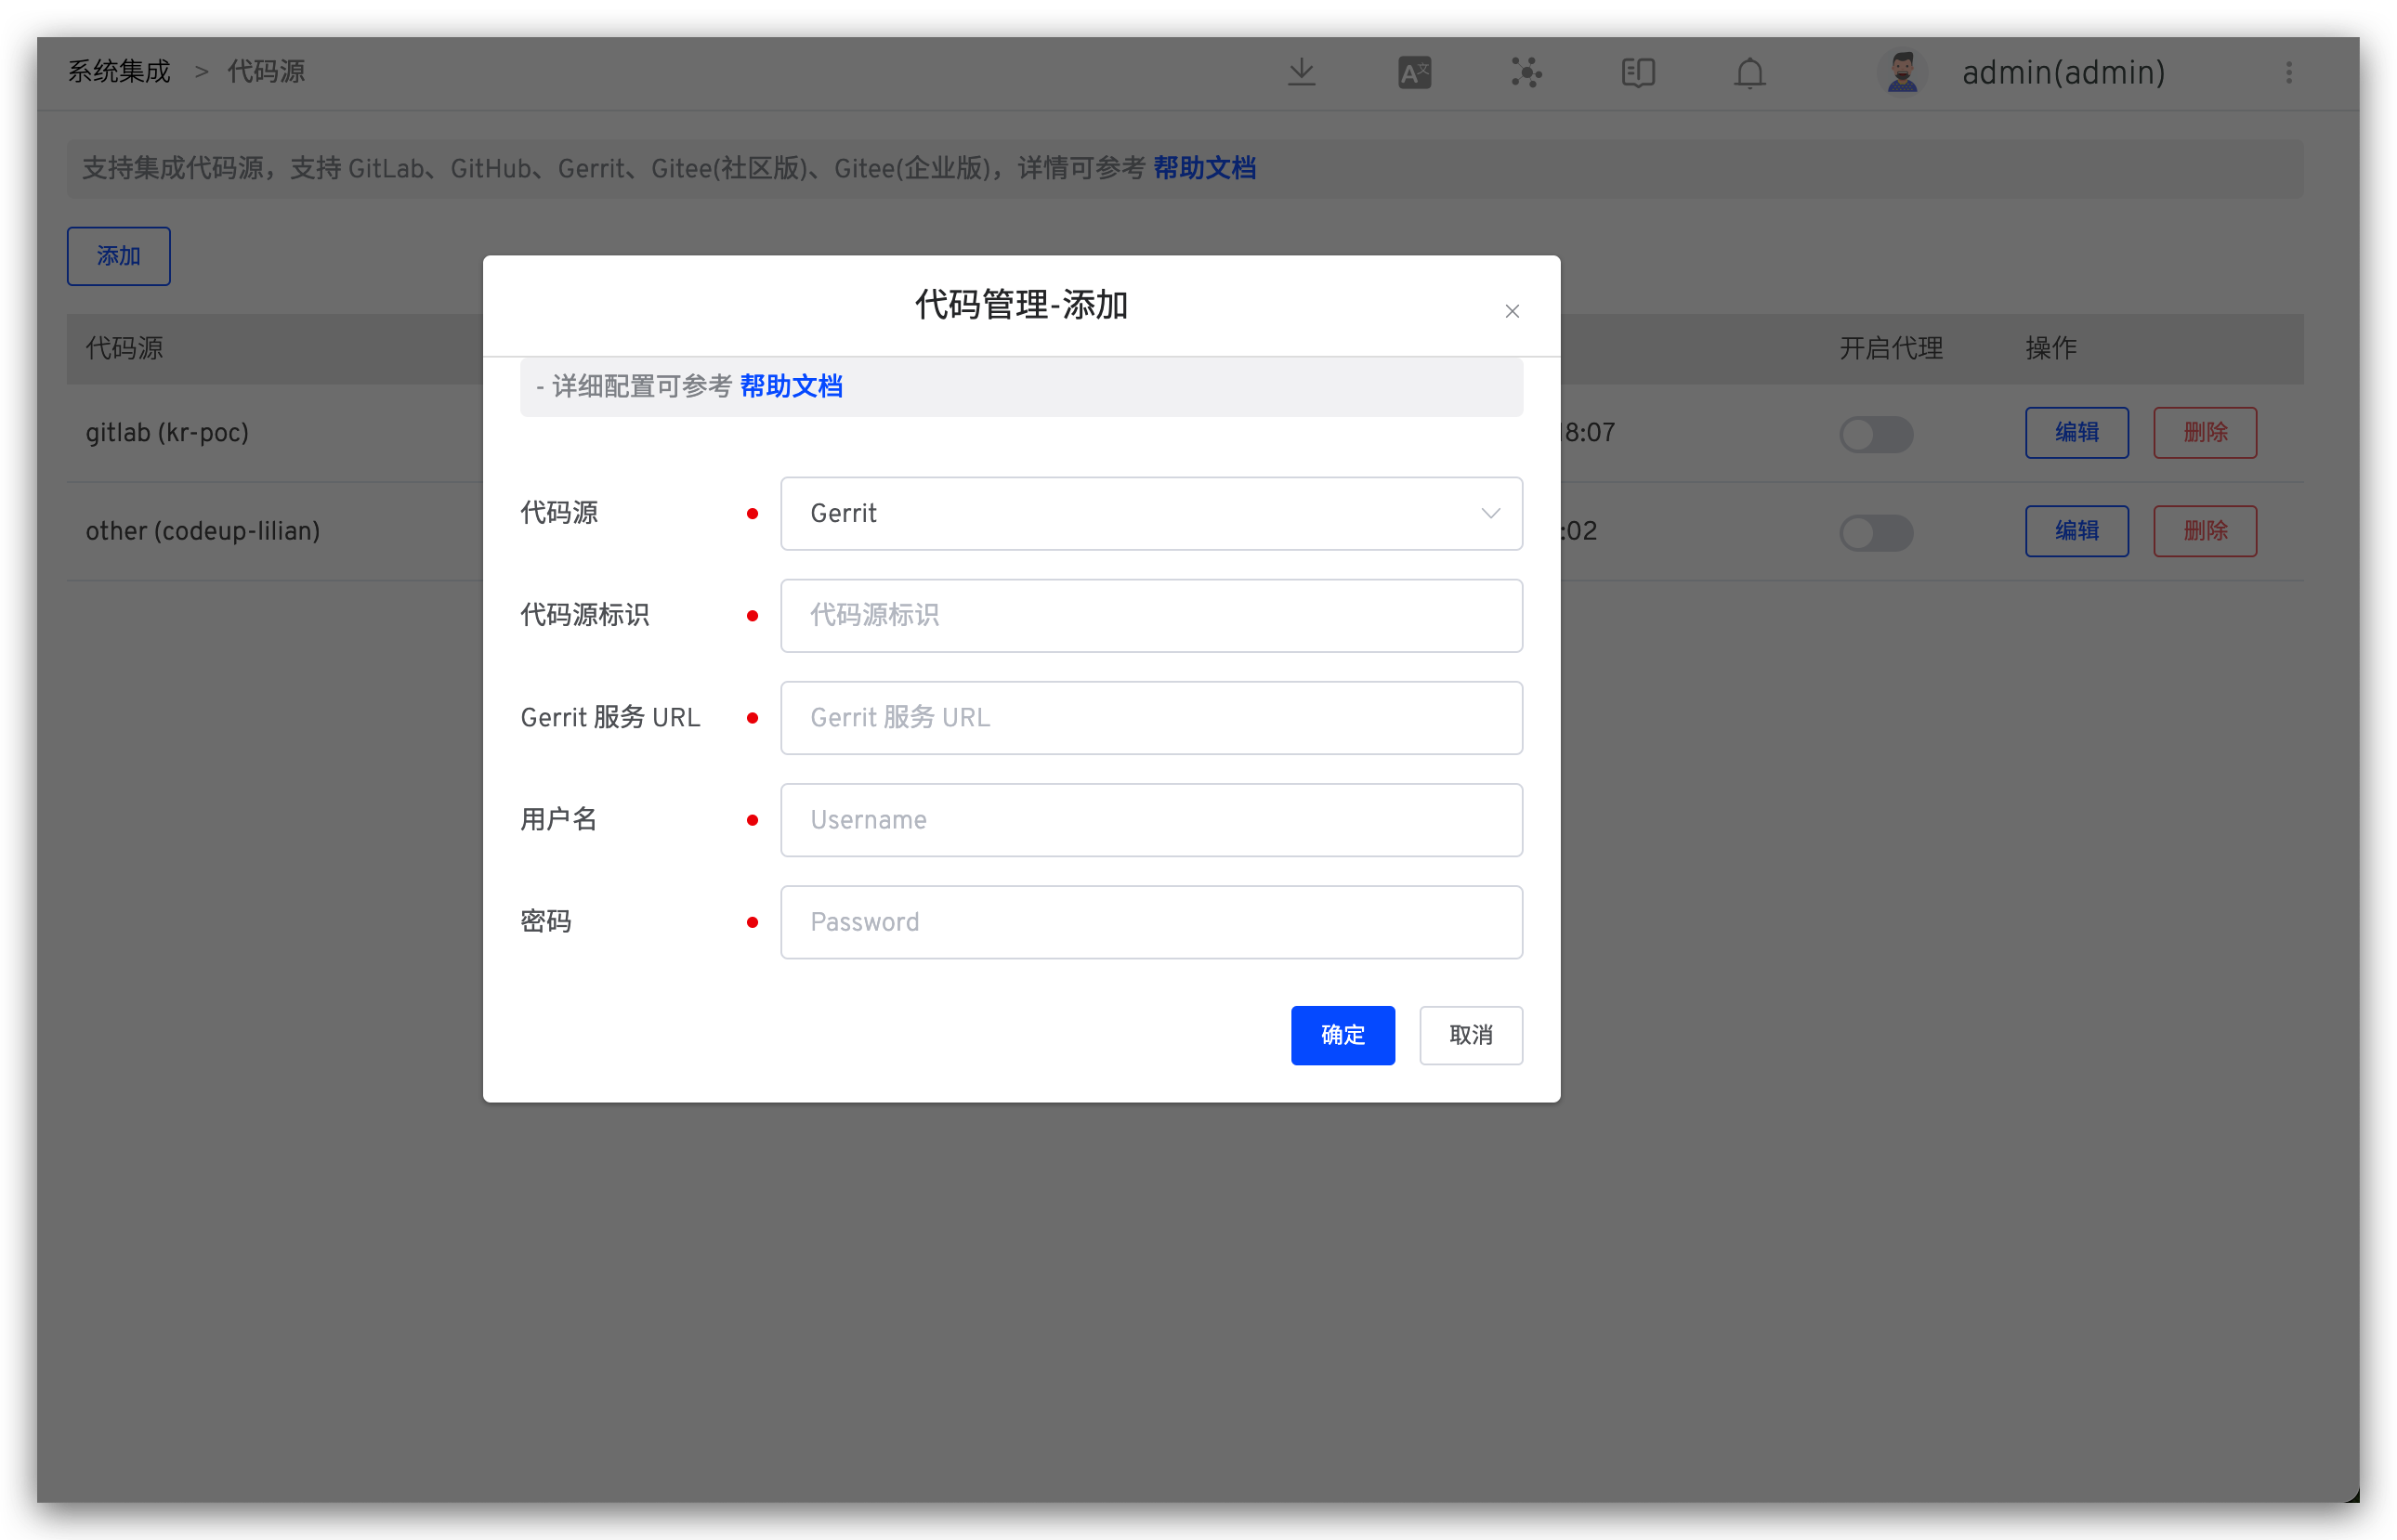 系统集成 > 代码源
admin(admin)
支持集成代码源，支持 GitLab、GitHub、Gerrit、Gitee(社区版)、Gitee(企业版)，详情可参考 帮助文档
添加
代码源
开启代理
操作
gitlab (kr-poc)
8:07
编辑
删除
other (codeup-lilian)
:02
编辑
删除
代码管理-添加
- 详细配置可参考 帮助文档
代码源
Gerrit
代码源标识
代码源标识
Gerrit 服务 URL
Gerrit 服务 URL
用户名
Username
密码
Password
确定
取消